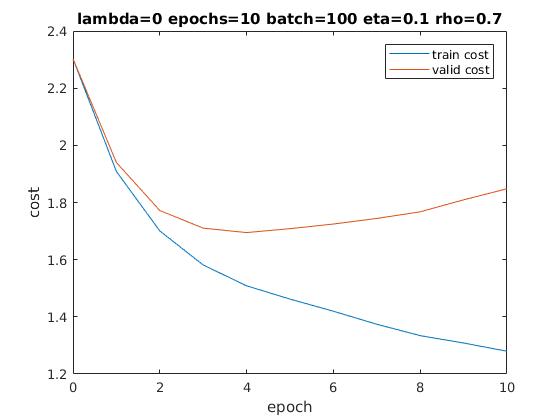 lambda=0 epochs=10 batch=100 eta=0.1 rho=0.7
2.4
2.2
2
1.8
1.6
1.4
1.2
cost
train cost
valid cost
0 2 4 6 8 10
epoch